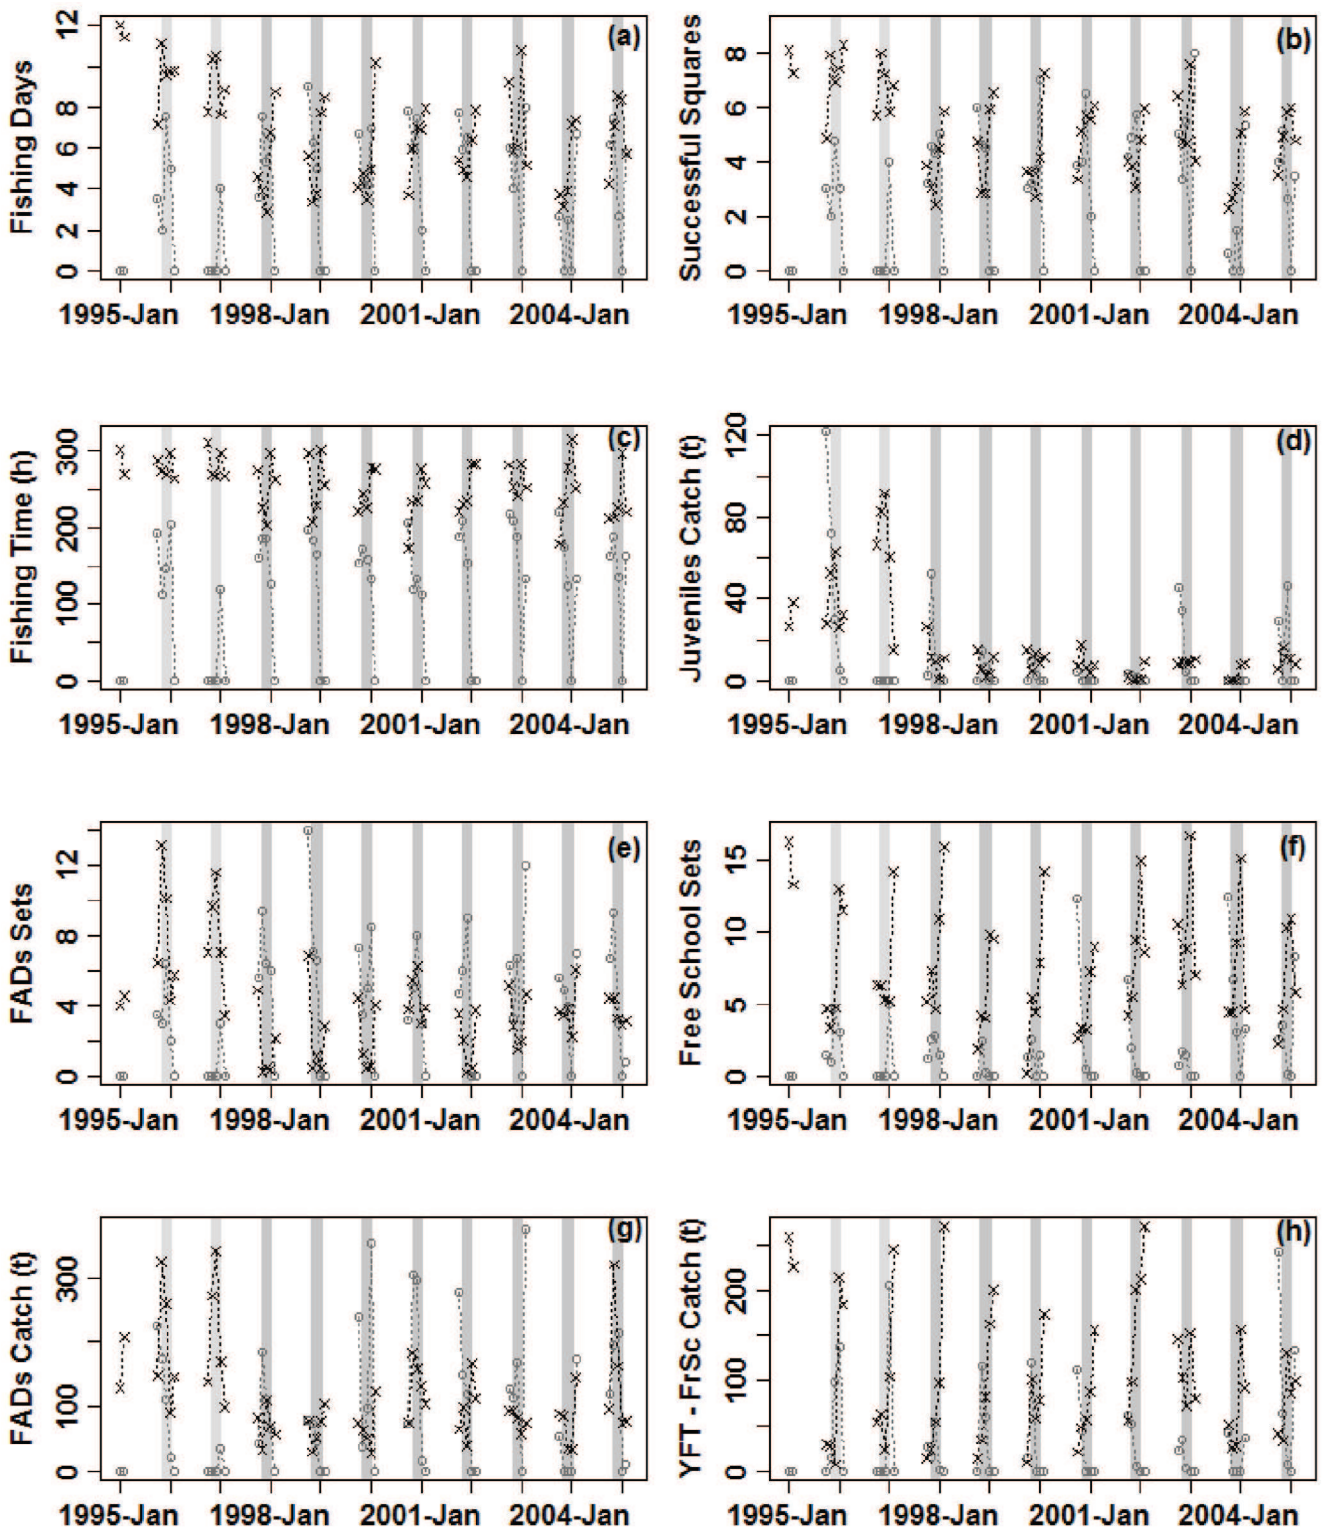 (a)
Fishing Days
12
8
6
4
2
0
1995-Jan 1998-Jan 2001-Jan 2004-Jan
(b)
Successful Squares
8
6
4
2
0
1995-Jan 1998-Jan 2001-Jan 2004-Jan
(c)
Fishing Time (h)
300
200
100
0
1995-Jan 1998-Jan 2001-Jan 2004-Jan
(d)
Juveniles Catch (t)
120
80
40
0
1995-Jan 1998-Jan 2001-Jan 2004-Jan
(e)
FADs Sets
12
8
4
0
1995-Jan 1998-Jan 2001-Jan 2004-Jan
(f)
Free School Sets
15
10
5
0
1995-Jan 1998-Jan 2001-Jan 2004-Jan
(g)
FADs Catch (t)
300
100
0
1995-Jan 1998-Jan 2001-Jan 2004-Jan
(h)
YFT - FrSc Catch (t)
200
100
0
1995-Jan 1998-Jan 2001-Jan 2004-Jan